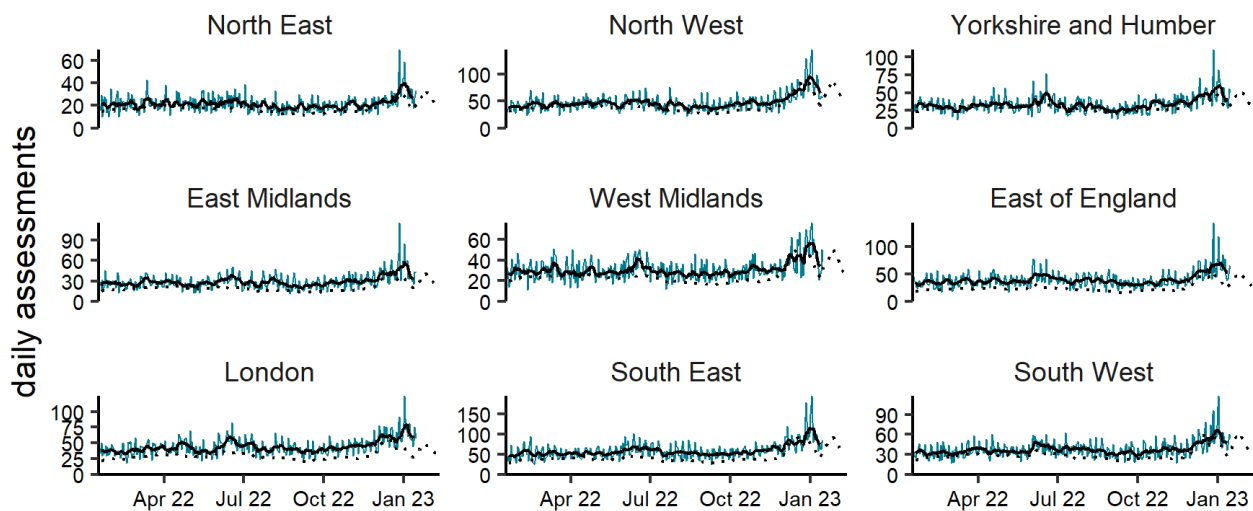 daily assessments
North East
60
40
20
0
North West
100
50
0
Yorkshire and Humber
100
75
50
25
0
East Midlands
90
60
30
0
West Midlands
60
40
20
0
East of England
100
50
0
London
100
75
50
25
0
South East
150
100
50
0
South West
90
60
30
0
Apr 22 Jul 22 Oct 22 Jan 23
Apr 22 Jul 22 Oct 22 Jan 23
Apr 22 Jul 22 Oct 22 Jan 23